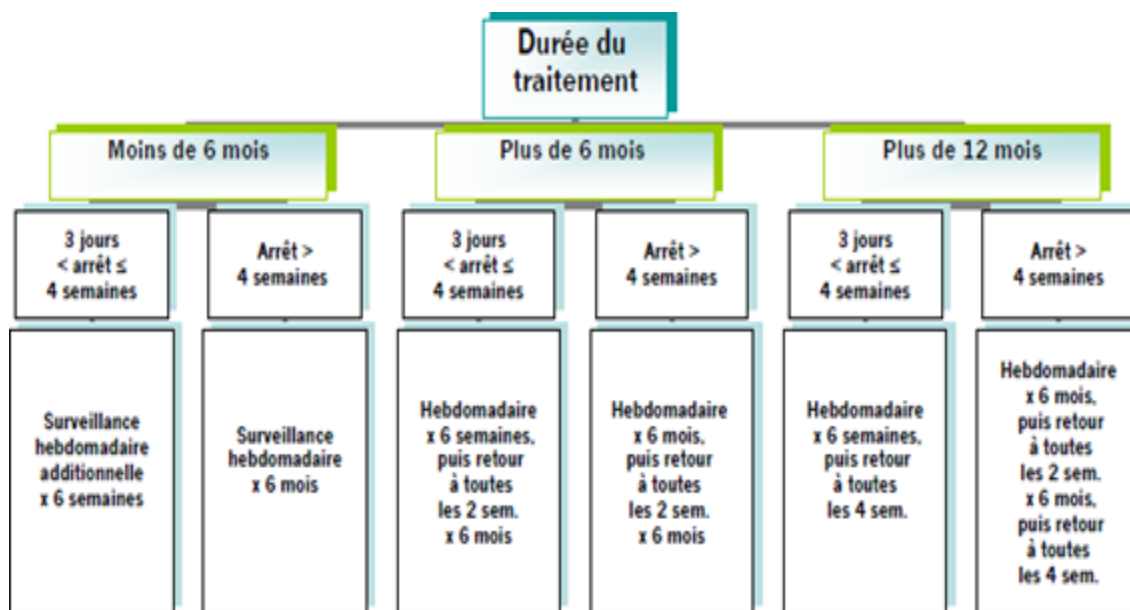 Durée du
traitement
Moins de 6 mois
Plus de 6 mois
Plus de 12 mois
3 jours
< arrêt ≤
4 semaines
Arrêt >
4 semaines
3 jours
< arrêt ≤
4 semaines
Arrêt >
4 semaines
3 jours
< arrêt ≤
4 semaines
Arrêt >
4 semaines
Surveillance
hebdomadaire
additionnelle
x 6 semaines
Surveillance
hebdomadaire
x 6 mois
Hebdomadaire
x 6 semaines,
puis retour
à toutes
les 2 sem.
x 6 mois
Hebdomadaire
x 6 mois,
puis retour
à toutes
les 2 sem.
x 6 mois
Hebdomadaire
x 6 semaines,
puis retour
à toutes
les 4 sem.
Hebdomadaire
x 6 mois,
puis retour
à toutes
les 2 sem.
x 6 mois,
puis retour
à toutes
les 4 sem.